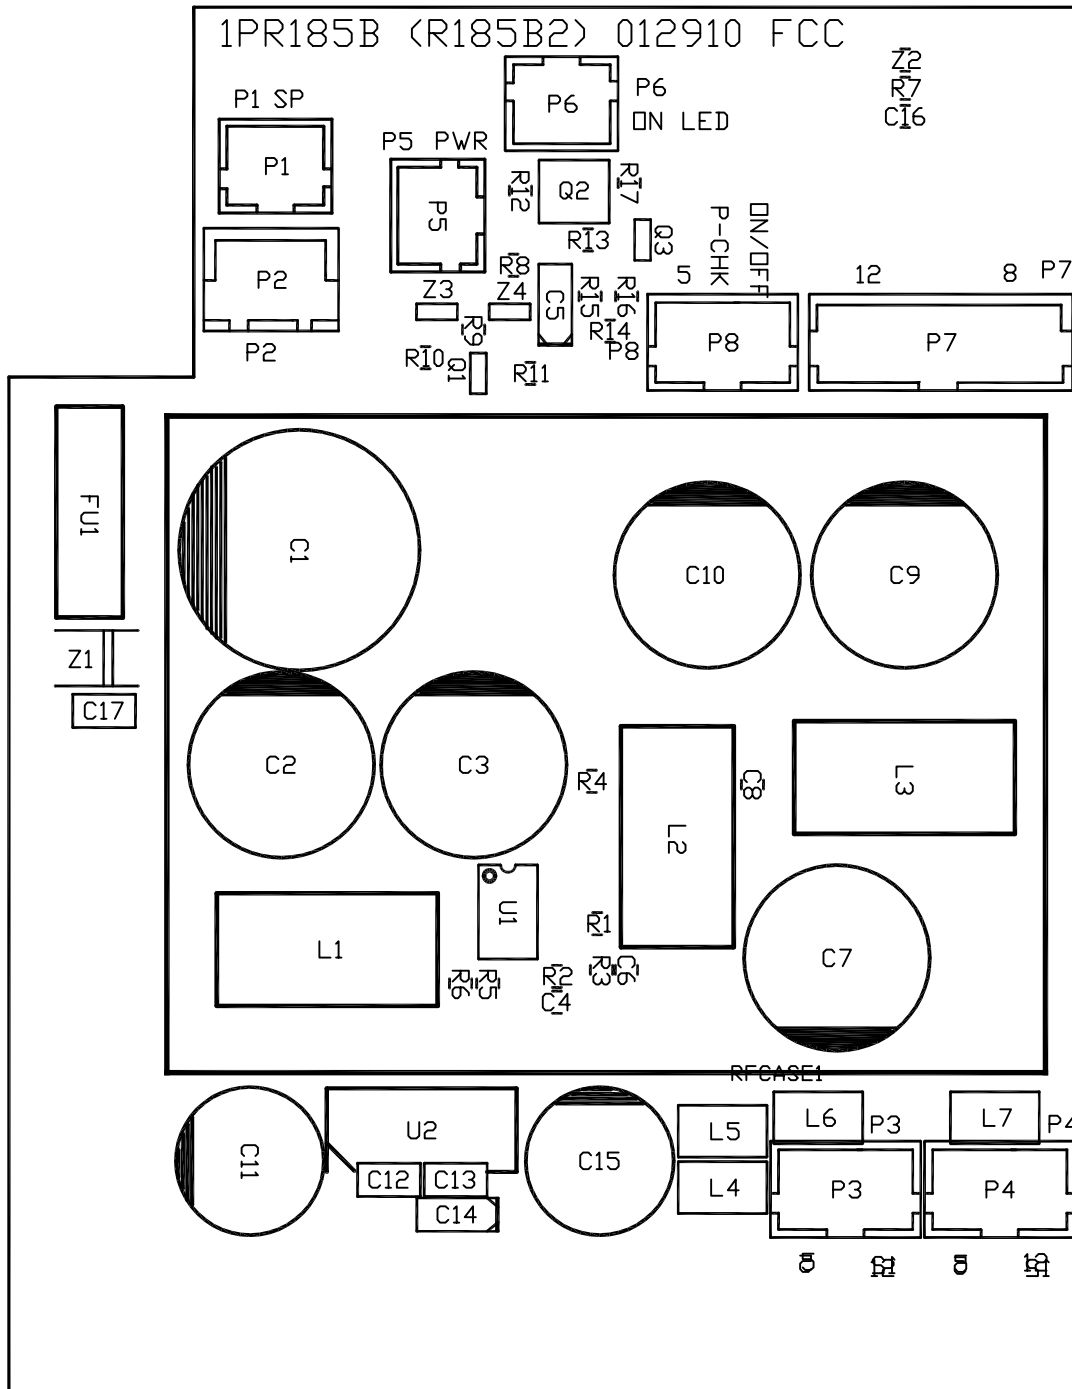 1PR185B (R185B2) 012910 FCC
Z2
R7
C16
P1 SP
P1
P6
P6
ON LED
P5 PWR
P5
R12
Q2
R17
R13
Q3
P-CHK
ON/OFF
P2
P2
R8
Z3
Z4
C5
R15
R16
R14
R9
R10
Q1
R11
5
P8
P8
12
8
P7
P7
FU1
C1
C10
C9
Z1
C17
C2
C3
R4
L2
C8
L3
U1
L1
R1
R6
R5
R2
C4
R3
C6
C7
RFCASE1
C11
U2
C12
C13
C14
C15
L5
L4
L6
P3
P3
L7
P4
P4